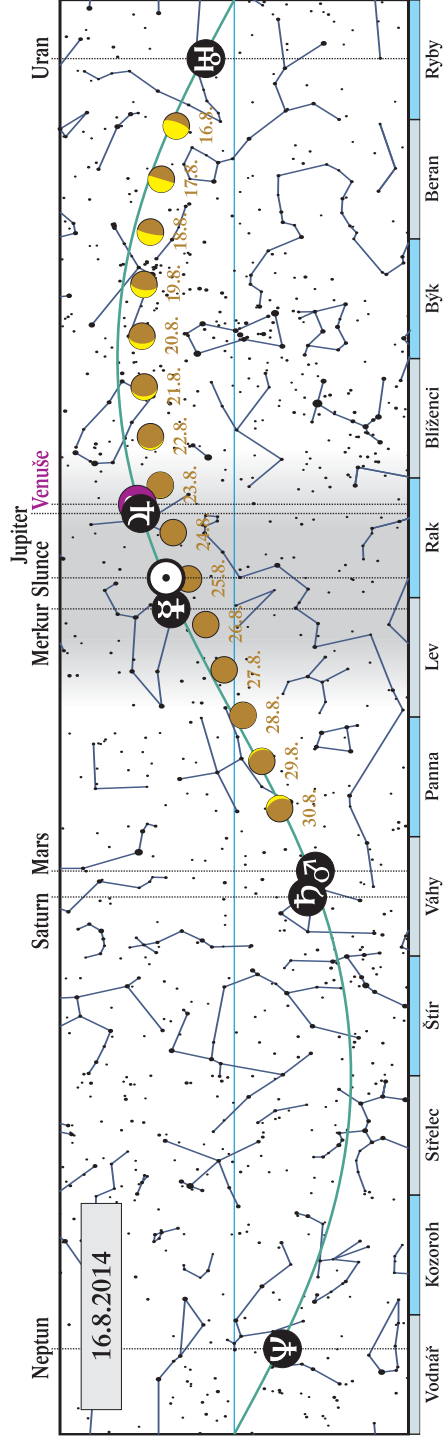 Neptun
Saturn
Mars
Merkur
Slunce
Jupiter
Venuše
Uran
16.8.2014
30.8.
29.8.
28.8.
27.8.
26.8.
25.8.
24.8.
23.8.
22.8.
21.8.
20.8.
19.8.
18.8.
17.8.
16.8.
Vodnář
Kozoroh
Střelec
Štír
Váhy
Panna
Lev
Rak
Blíženci
Býk
Beran
Ryby